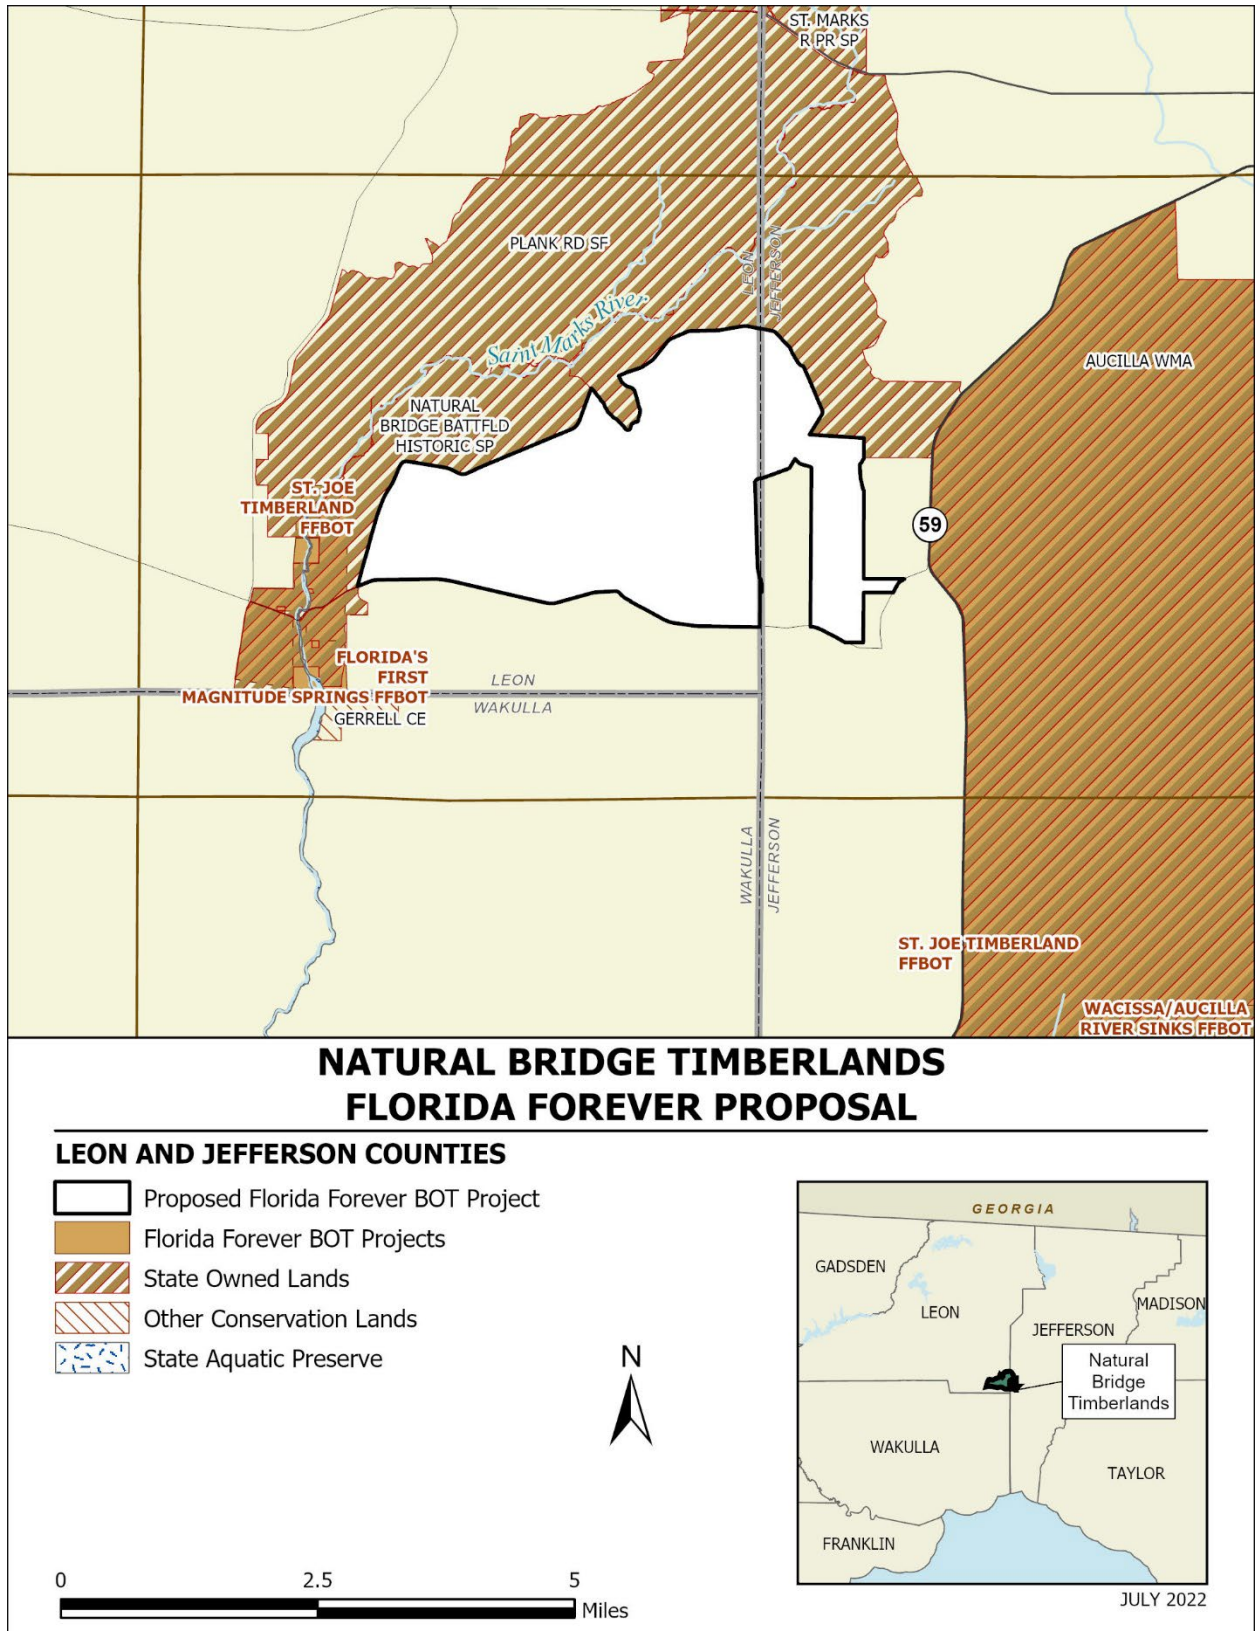 ST. MARKS
R PR SP
PLANK RD SF
LEON
JEFFERSON
Saint Marks River
AUCILLA WMA
NATURAL
BRIDGE BATTFLD
HISTORIC SP
ST. JOE
TIMBERLAND
FFBOT
59
FLORIDA'S
FIRST
MAGNITUDE SPRINGS FFBOT
GERRELL CE
LEON
WAKULLA
WAKULLA
JEFFERSON
ST. JOE TIMBERLAND
FFBOT
WACISSA/AUCILLA
RIVER SINKS FFBOT
NATURAL BRIDGE TIMBERLANDS
FLORIDA FOREVER PROPOSAL
LEON AND JEFFERSON COUNTIES
Proposed Florida Forever BOT Project
Florida Forever BOT Projects
State Owned Lands
Other Conservation Lands
State Aquatic Preserve
N
0 2.5 5
Miles
GEORGIA
GADSDEN
LEON
MADISON
JEFFERSON
Natural
Bridge
Timberlands
WAKULLA
TAYLOR
FRANKLIN
JULY 2022